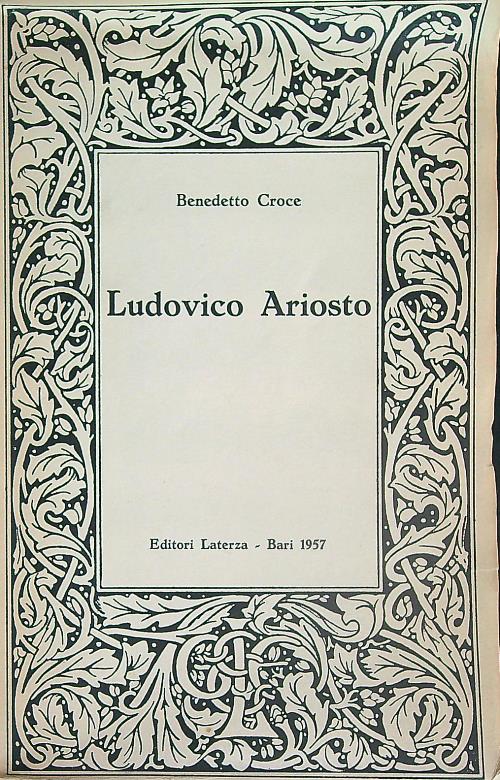 Benedetto Croce
Ludovico Ariosto
Editori Laterza - Bari 1957